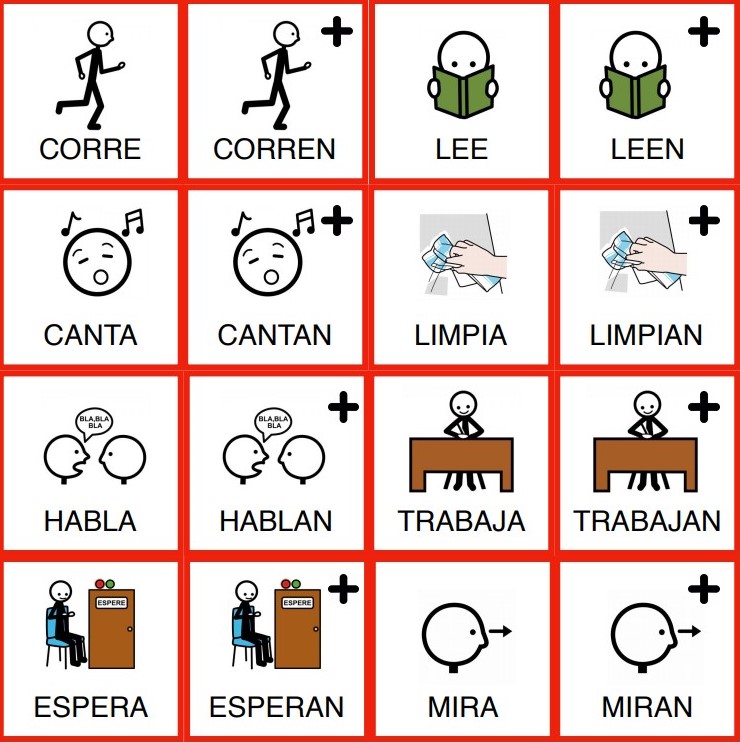 CORRE
CORREN
LEE
LEEN
CANTA
CANTAN
LIMPIA
LIMPIAN
BLA,BLA
BLA
HABLA
BLA,BLA
BLA
HABLAN
TRABAJA
TRABAJAN
ESPERE
ESPERA
ESPERE
ESPERAN
MIRA
MIRAN